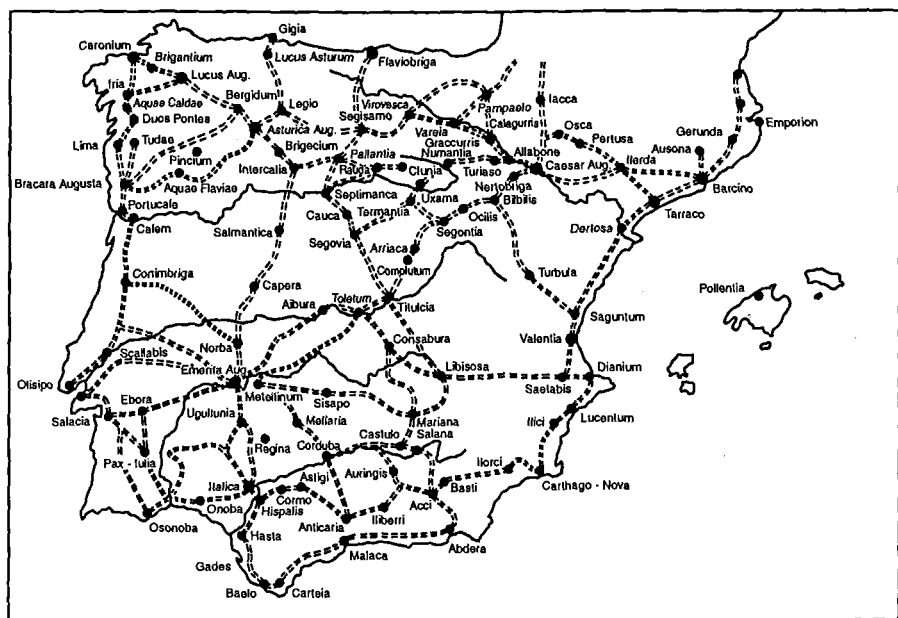 Gigia
Caronium
Brigantium
Lucus Asturum
Flaviobriga
Lucus Aug.
Iria
Bergidum
Legio
Virovesca
Pampaelo
Iacca
Aquae Caldae
Segisamo
Duos Pontes
Asturica Aug.
Vareia
Calagurris
Osca
Pertusa
Gerunda
Emporion
Lima
Tudae
Brigecium
Graccurris
Pincium
Pallantia
Numantia
Allabone
Ausona
Intercalia
Rauga
Clunia
Turiaso
Caesar Aug.
Ilerda
Bracara Augusta
Aquae Flaviae
Nertobriga
Septimanca
Uxama
Bilbilis
Barcino
Portucale
Cauca
Termantia
Ocilis
Tarraco
Calem
Salmantica
Segovia
Segontia
Dertosa
Arriaca
Conimbriga
Complutum
Turbula
Capera
Toletum
Pollentia
Aibura
Titulcia
Saguntum
Norba
Consabura
Valentia
Scallabis
Libisosa
Dianium
Emerita Aug.
Saetabis
Olisipo
Ebora
Metellinum
Sisapo
Salacia
Ugullunia
Mellaria
Mariana
Ilici
Lucentum
Regina
Castulo
Salana
Pax - Iulia
Corduba
Italica
Astigi
Auringis
Ilorci
Onoba
Cormo
Basti
Carthago - Nova
Hispalis
Acci
Osonoba
Anticaria
Iliberri
Hasta
Abdera
Gades
Malaca
Baelo
Carteia